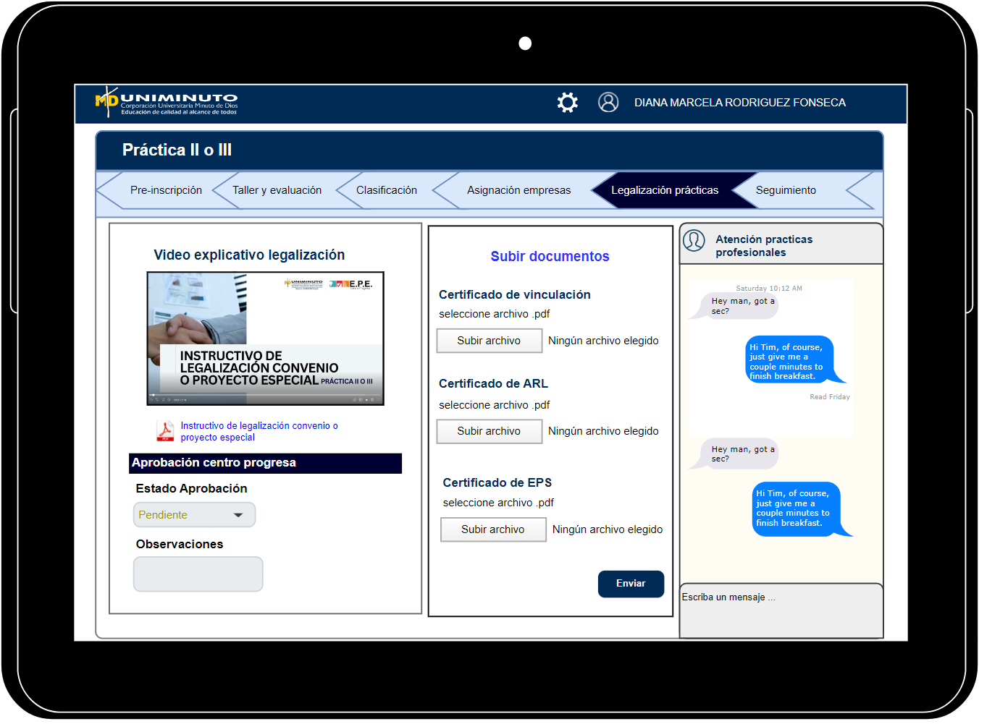 MD UNIMINUTO
Corporación Universitaria Minuto de Dios
Educación de calidad al alcance de todos
DIANA MARCELA RODRIGUEZ FONSECA
Práctica II o III
Pre-inscripción
Taller y evaluación
Clasificación
Asignación empresas
Legalización prácticas
Seguimiento
Video explicativo legalización
UNIMINUTO
E.P.E.
INSTRUCTIVO DE
LEGALIZACIÓN CONVENIO
O PROYECTO ESPECIAL PRÁCTICA II O III
PDF
Instructivo de legalización convenio o
proyecto especial
Aprobación centro progresa
Estado Aprobación
Pendiente
Observaciones
Subir documentos
Certificado de vinculación
seleccione archivo .pdf
Subir archivo Ningún archivo elegido
Certificado de ARL
seleccione archivo .pdf
Subir archivo Ningún archivo elegido
Certificado de EPS
seleccione archivo .pdf
Subir archivo Ningún archivo elegido
Enviar
Atención practicas
profesionales
Saturday 10:12 AM
Hey man, got a
sec?
Hi Tim, of course,
just give me a
couple minutes to
finish breakfast.
Read Friday
Hey man, got a
sec?
Hi Tim, of course,
just give me a
couple minutes to
finish breakfast.
Escriba un mensaje ...